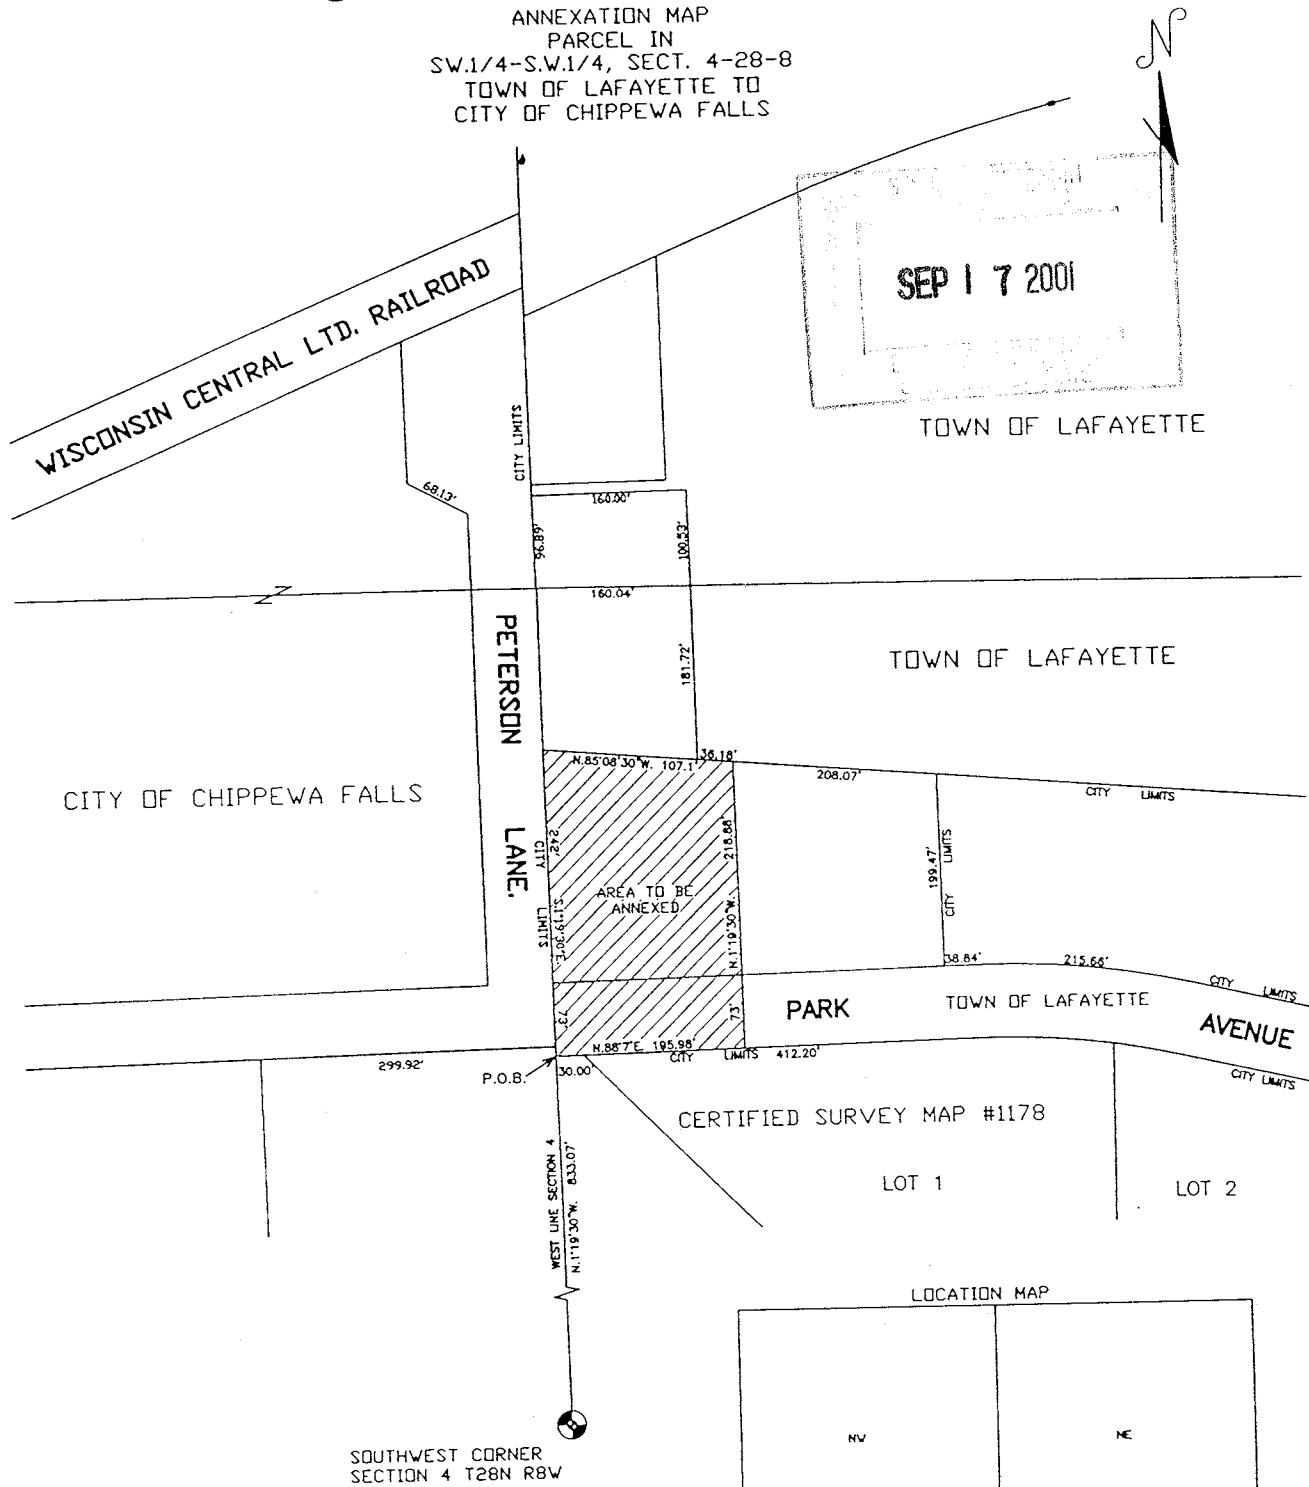 ANNEXATION MAP
PARCEL IN
SW.1/4-S.W.1/4, SECT. 4-28-8
TOWN OF LAFAYETTE TO
CITY OF CHIPPEWA FALLS
N
SEP 17 2001
WISCONSIN CENTRAL LTD. RAILROAD
TOWN OF LAFAYETTE
CITY LIMITS
68.13'
160.00'
96.89'
100.53'
160.04'
PETERSON LANE.
181.72'
TOWN OF LAFAYETTE
36.18'
N.85°08'30"W. 107.1'
208.07'
CITY LIMITS
CITY OF CHIPPEWA FALLS
242'
CITY LIMITS
S.1°19'30"E.
218.88'
N.1°19'30"W.
AREA TO BE
ANNEXED
199.47'
CITY LIMITS
38.84'
215.66'
CITY LIMITS
73'
73'
PARK AVENUE
TOWN OF LAFAYETTE
N.88°7'E. 195.98'
CITY LIMITS
412.20'
CITY LIMITS
299.92'
P.O.B.
30.00'
CERTIFIED SURVEY MAP #1178
LOT 1
LOT 2
WEST LINE SECTION 4
N.1°19'30"W. 833.07'
LOCATION MAP
NW
NE
SOUTHWEST CORNER
SECTION 4 T28N R8W